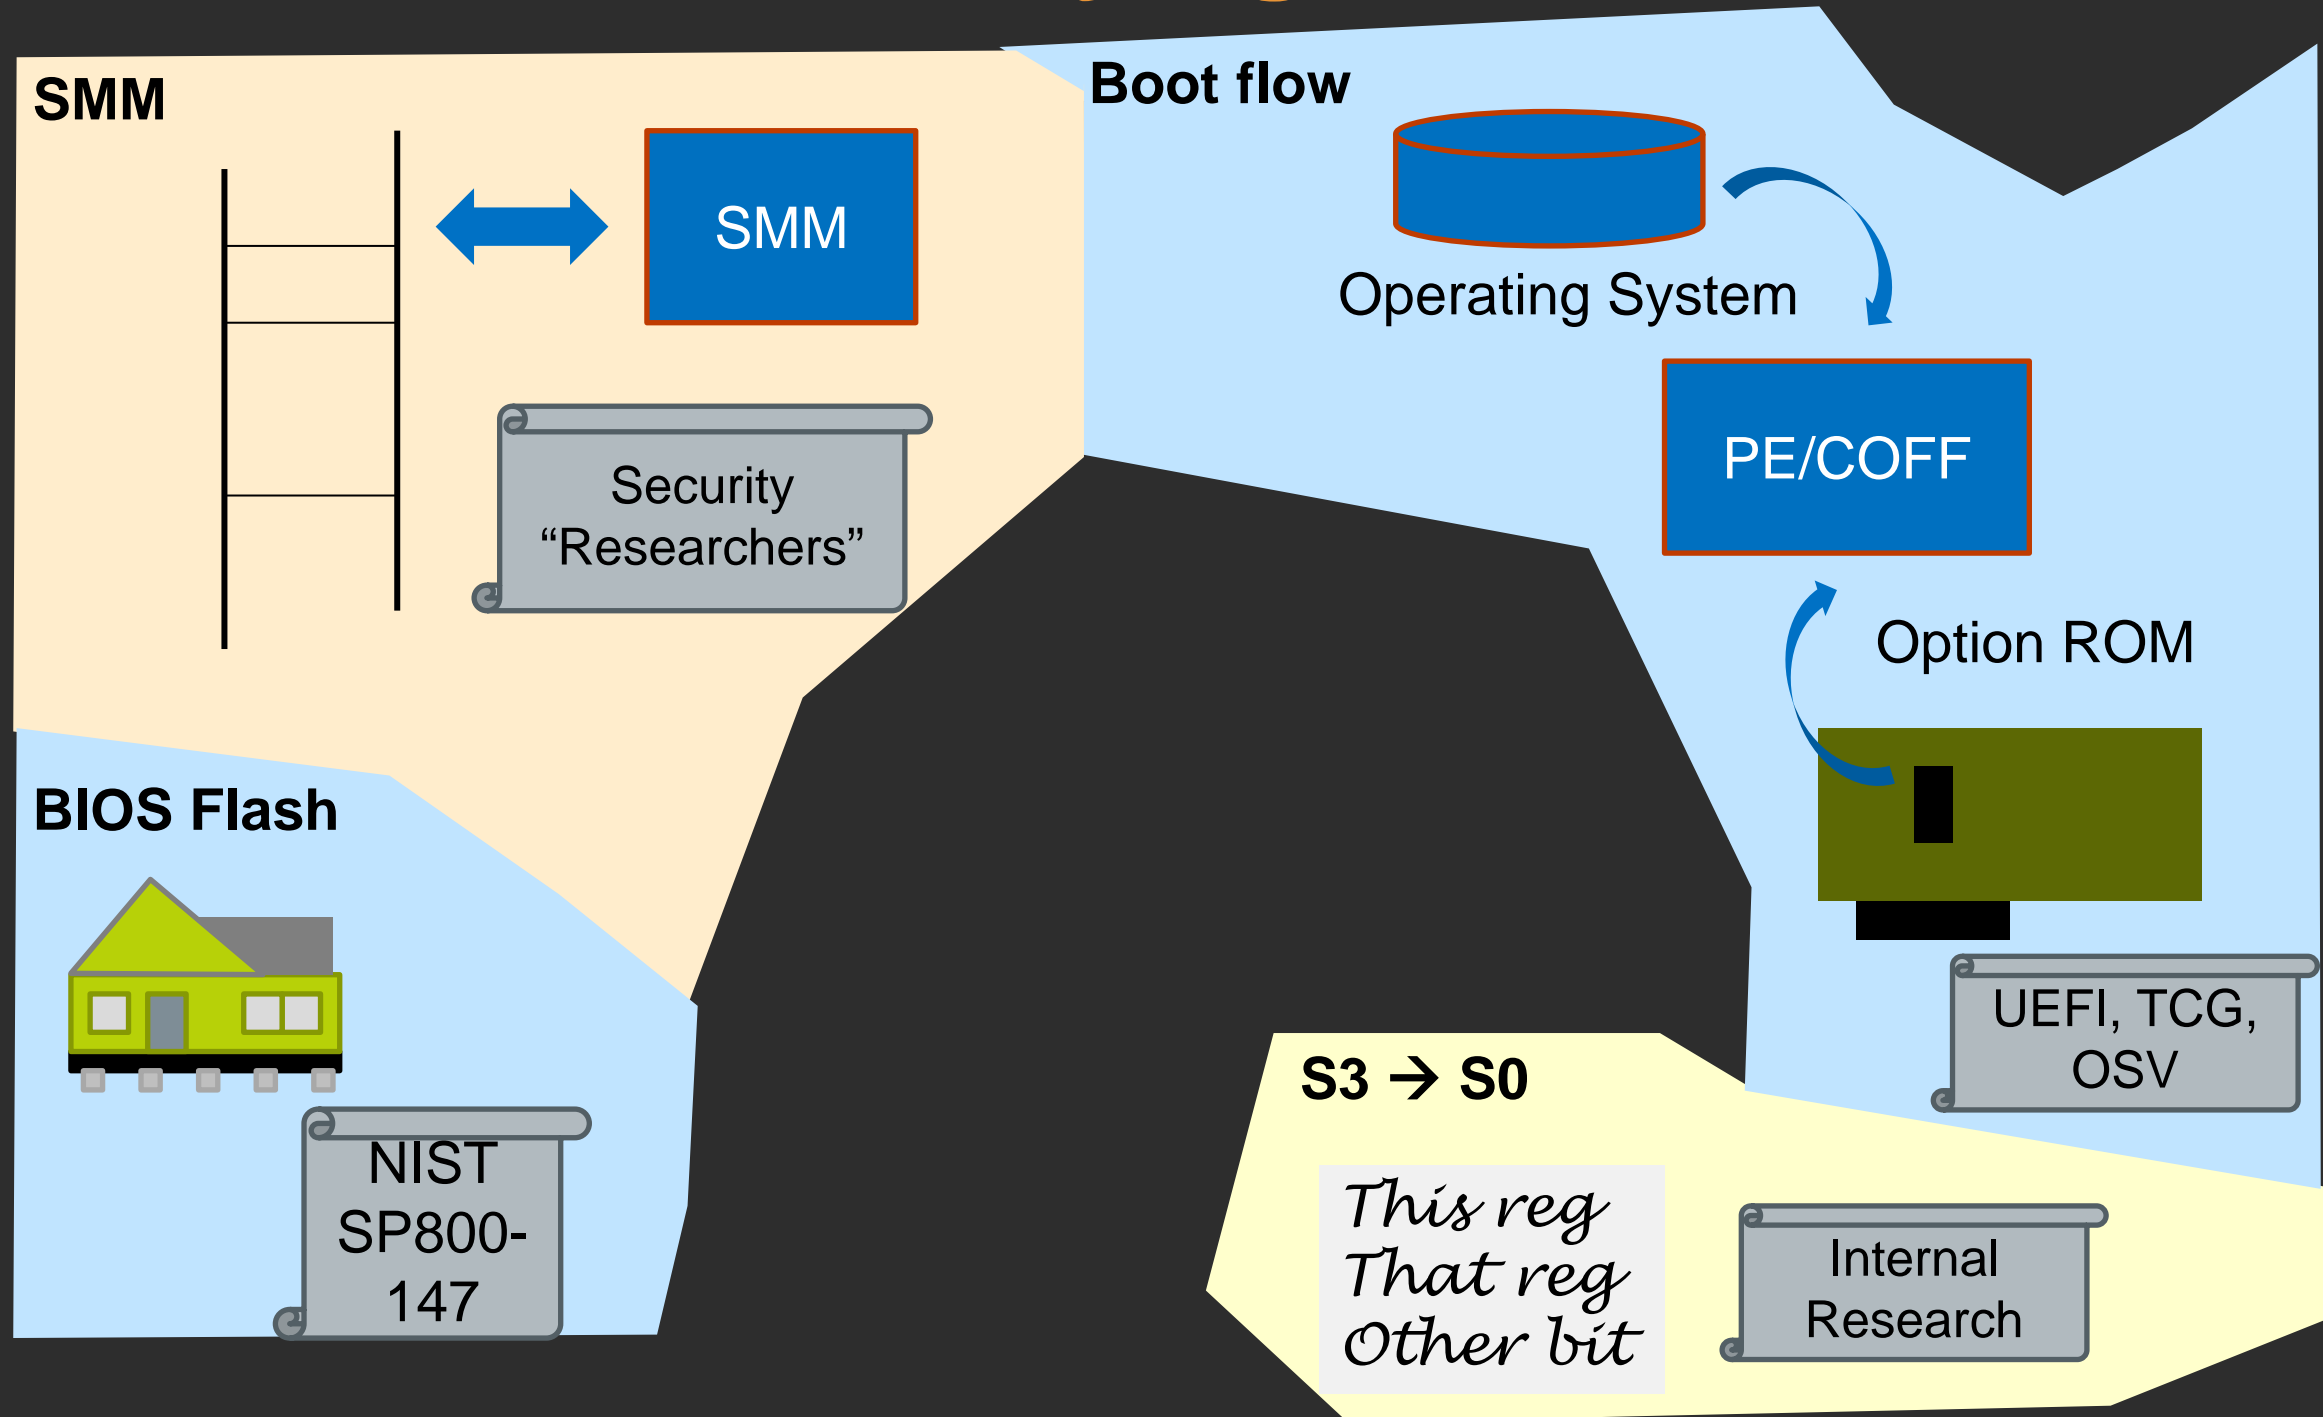 SMM
SMM
Security
“Researchers”
Boot flow
Operating System
PE/COFF
Option ROM
UEFI, TCG,
OSV
BIOS Flash
NIST
SP800-
147
S3 → S0
This reg
That reg
Other bit
Internal
Research